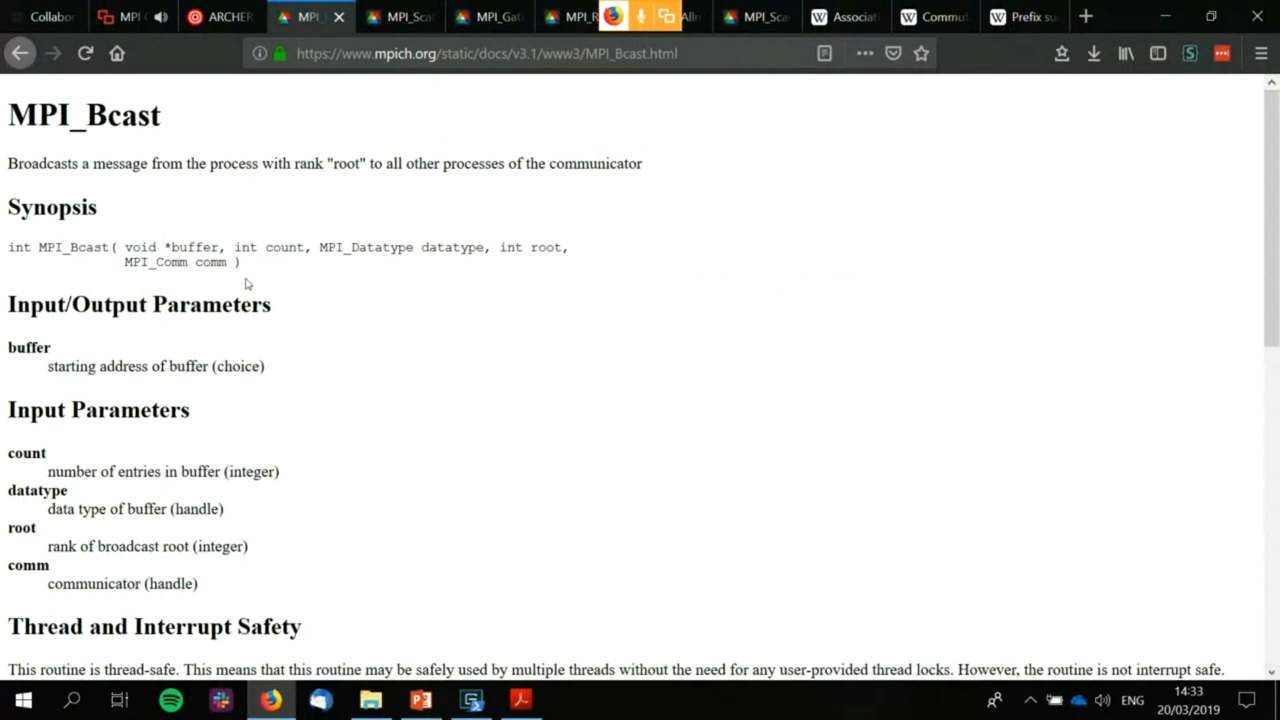 Collabor
MPI
ARCHER
MPI_
MPI_Sca
MPI_Gat
MPI_R
Allre
MPI_Sca
Associat
Commut
Prefix su
https://www.mpich.org/static/docs/v3.1/www3/MPI_Bcast.html
MPI_Bcast
Broadcasts a message from the process with rank "root" to all other processes of the communicator
Synopsis
int MPI_Bcast( void *buffer, int count, MPI_Datatype datatype, int root,
MPI_Comm comm )
Input/Output Parameters
buffer
starting address of buffer (choice)
Input Parameters
count
number of entries in buffer (integer)
datatype
data type of buffer (handle)
root
rank of broadcast root (integer)
comm
communicator (handle)
Thread and Interrupt Safety
This routine is thread-safe. This means that this routine may be safely used by multiple threads without the need for any user-provided thread locks. However, the routine is not interrupt safe.
ENG
14:33
20/03/2019